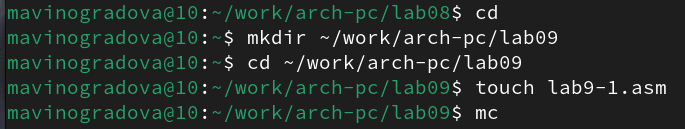 mavinogradova@10:~/work/arch-pc/lab08$ cd
mavinogradova@10:~$ mkdir ~/work/arch-pc/lab09
mavinogradova@10:~$ cd ~/work/arch-pc/lab09
mavinogradova@10:~/work/arch-pc/lab09$ touch lab9-1.asm
mavinogradova@10:~/work/arch-pc/lab09$ mc